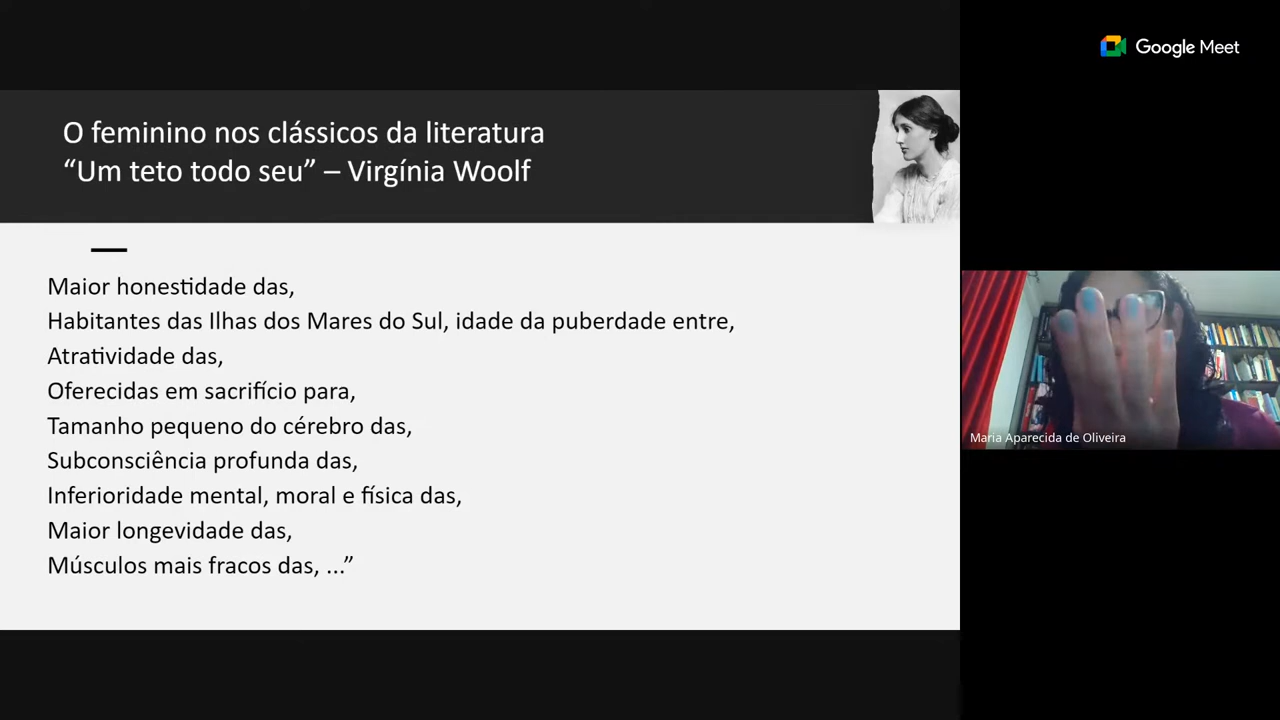 O feminino nos clássicos da literatura
“Um teto todo seu” – Virgínia Woolf
Maior honestidade das,
Habitantes das Ilhas dos Mares do Sul, idade da puberdade entre,
Atratividade das,
Oferecidas em sacrifício para,
Tamanho pequeno do cérebro das,
Subconsciência profunda das,
Inferioridade mental, moral e física das,
Maior longevidade das,
Músculos mais fracos das, ...”
Google Meet
Maria Aparecida de Oliveira